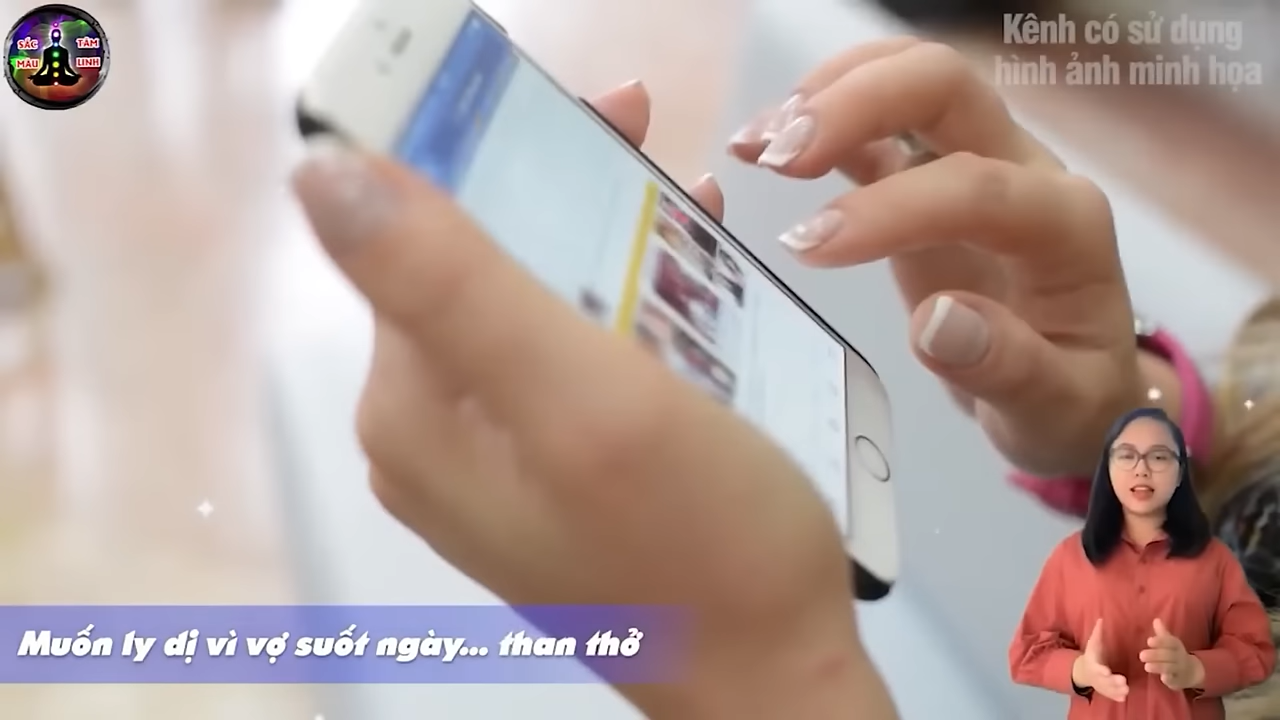 SẮC MÀU
TÂM LINH
Kênh có sử dụng
hình ảnh minh họa
Muốn ly dị vì vợ suốt ngày... than thở